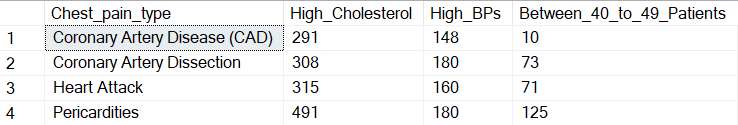 Chest_pain_type High_Cholesterol High_BPs Between_40_to_49_Patients
1 Coronary Artery Disease (CAD) 291 148 10
2 Coronary Artery Dissection 308 180 73
3 Heart Attack 315 160 71
4 Pericardities 491 180 125